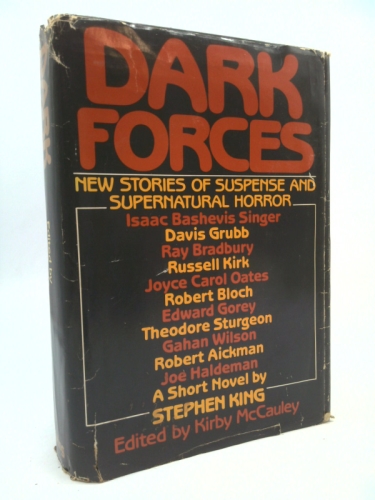 DARK
FORCES
NEW STORIES OF SUSPENSE AND
SUPERNATURAL HORROR
Isaac Bashevis Singer
Davis Grubb
Ray Bradbury
Russell Kirk
Joyce Carol Oates
Robert Bloch
Edward Gorey
Theodore Sturgeon
Gahan Wilson
Robert Aickman
Joe Haldeman
A Short Novel by
STEPHEN KING
Edited by Kirby McCauley